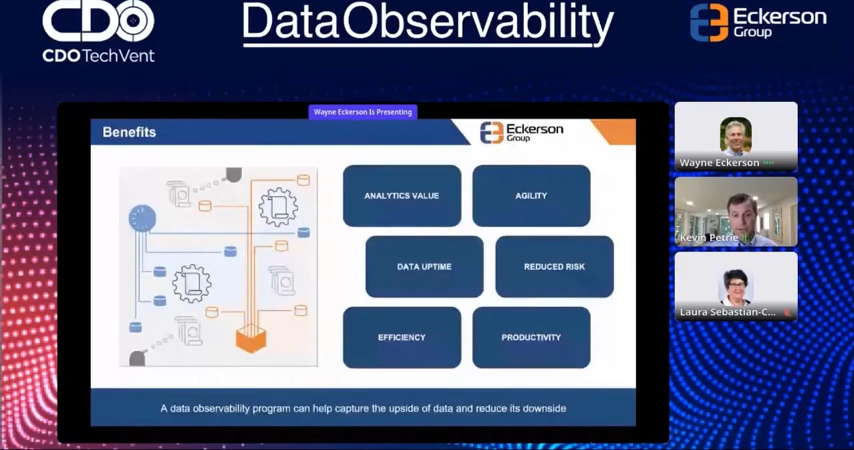 CDO
CDO TechVent
DataObservability
Eckerson
Group
Wayne Eckerson Is Presenting
Benefits
Eckerson
Group
ANALYTICS VALUE
AGILITY
DATA UPTIME
REDUCED RISK
EFFICIENCY
PRODUCTIVITY
A data observability program can help capture the upside of data and reduce its downside
Wayne Eckerson
Kevin Petrie
Laura Sebastian-C...